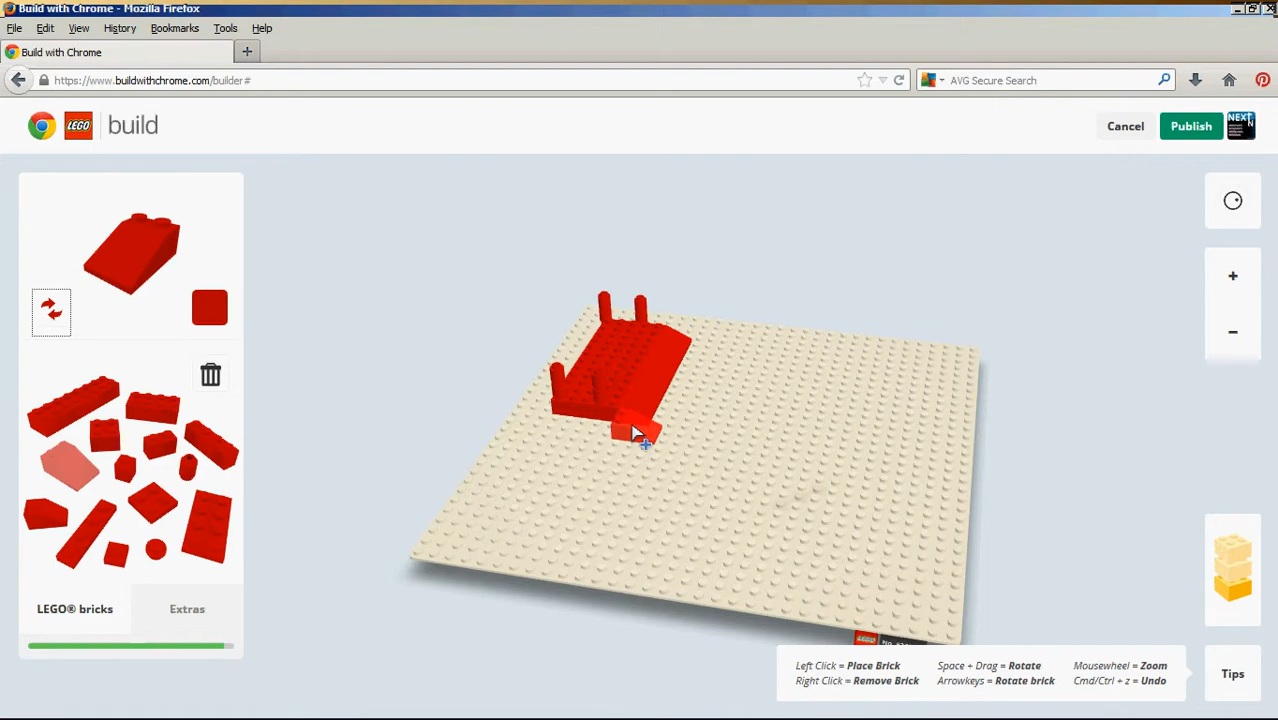 Build with Chrome - Mozilla Firefox
File Edit View History Bookmarks Tools Help
Build with Chrome
https://www.buildwithchrome.com/builder#
AVG Secure Search
LEGO build
Cancel
Publish
NEXT
N
LEGO® bricks
Extras
Left Click = Place Brick Space + Drag = Rotate Mousewheel = Zoom
Right Click = Remove Brick Arrowkeys = Rotate brick Cmd/Ctrl + z = Undo
Tips